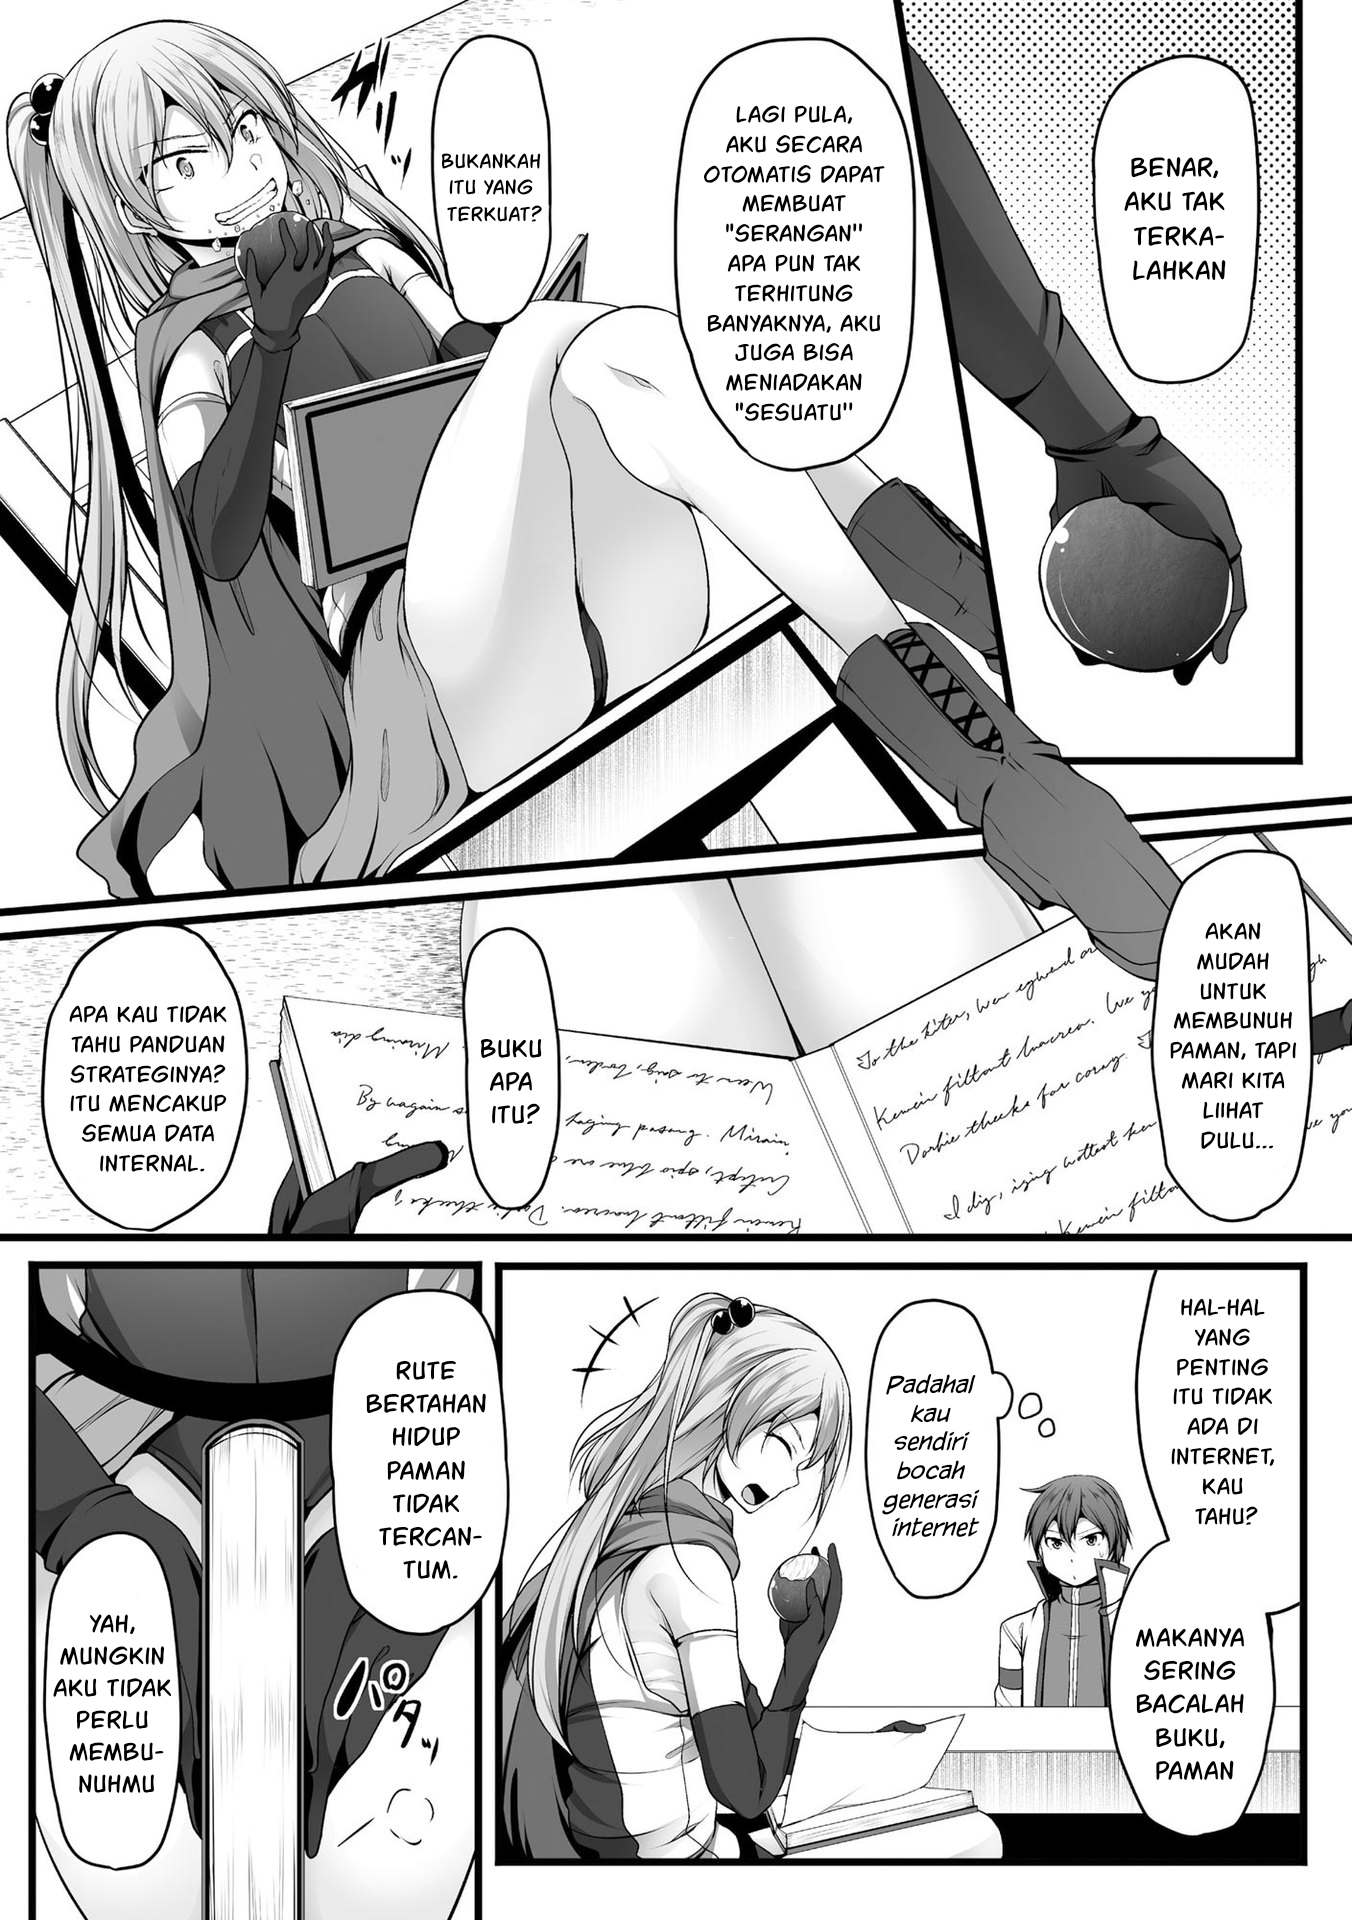 BENAR,
AKU TAK
TERKA-
LAHKAN
LAGI PULA,
AKU SECARA
OTOMATIS DAPAT
MEMBUAT
"SERANGAN"
APA PUN TAK
TERHITUNG
BANYAKNYA, AKU
JUGA BISA
MENIADAKAN
"SESUATU"
BUKANKAH
ITU YANG
TERKUAT?
AKAN
MUDAH
UNTUK
MEMBUNUH
PAMAN, TAPI
MARI KITA
LIIHAT
DULU...
BUKU
APA
ITU?
APA KAU TIDAK
TAHU PANDUAN
STRATEGINYA?
ITU MENCAKUP
SEMUA DATA
INTERNAL.
HAL-HAL
YANG
PENTING
ITU TIDAK
ADA DI
INTERNET,
KAU
TAHU?
Padahal
kau
sendiri
bocah
generasi
internet
MAKANYA
SERING
BACALAH
BUKU,
PAMAN
RUTE
BERTAHAN
HIDUP
PAMAN
TIDAK
TERCAN-
TUM.
パタッ
YAH,
MUNGKIN
AKU TIDAK
PERLU
MEMBU-
NUHMU